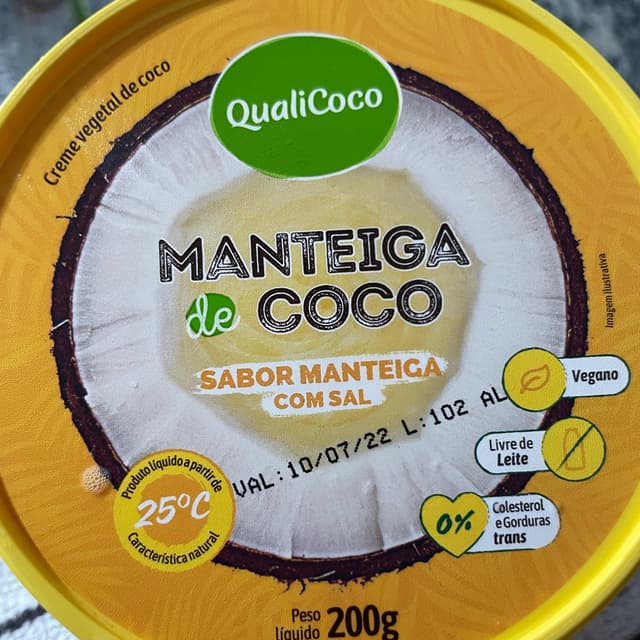 QualiCoco
Creme vegetal de coco
MANTEIGA
de COCO
SABOR MANTEIGA
COM SAL
Imagem ilustrativa
VAL:10/07/22 L:102 AL
Vegano
Livre de
Leite
0%
Colesterol
e Gorduras
trans
Produto líquido a partir de
25°C
Característica natural
Peso
líquido 200g